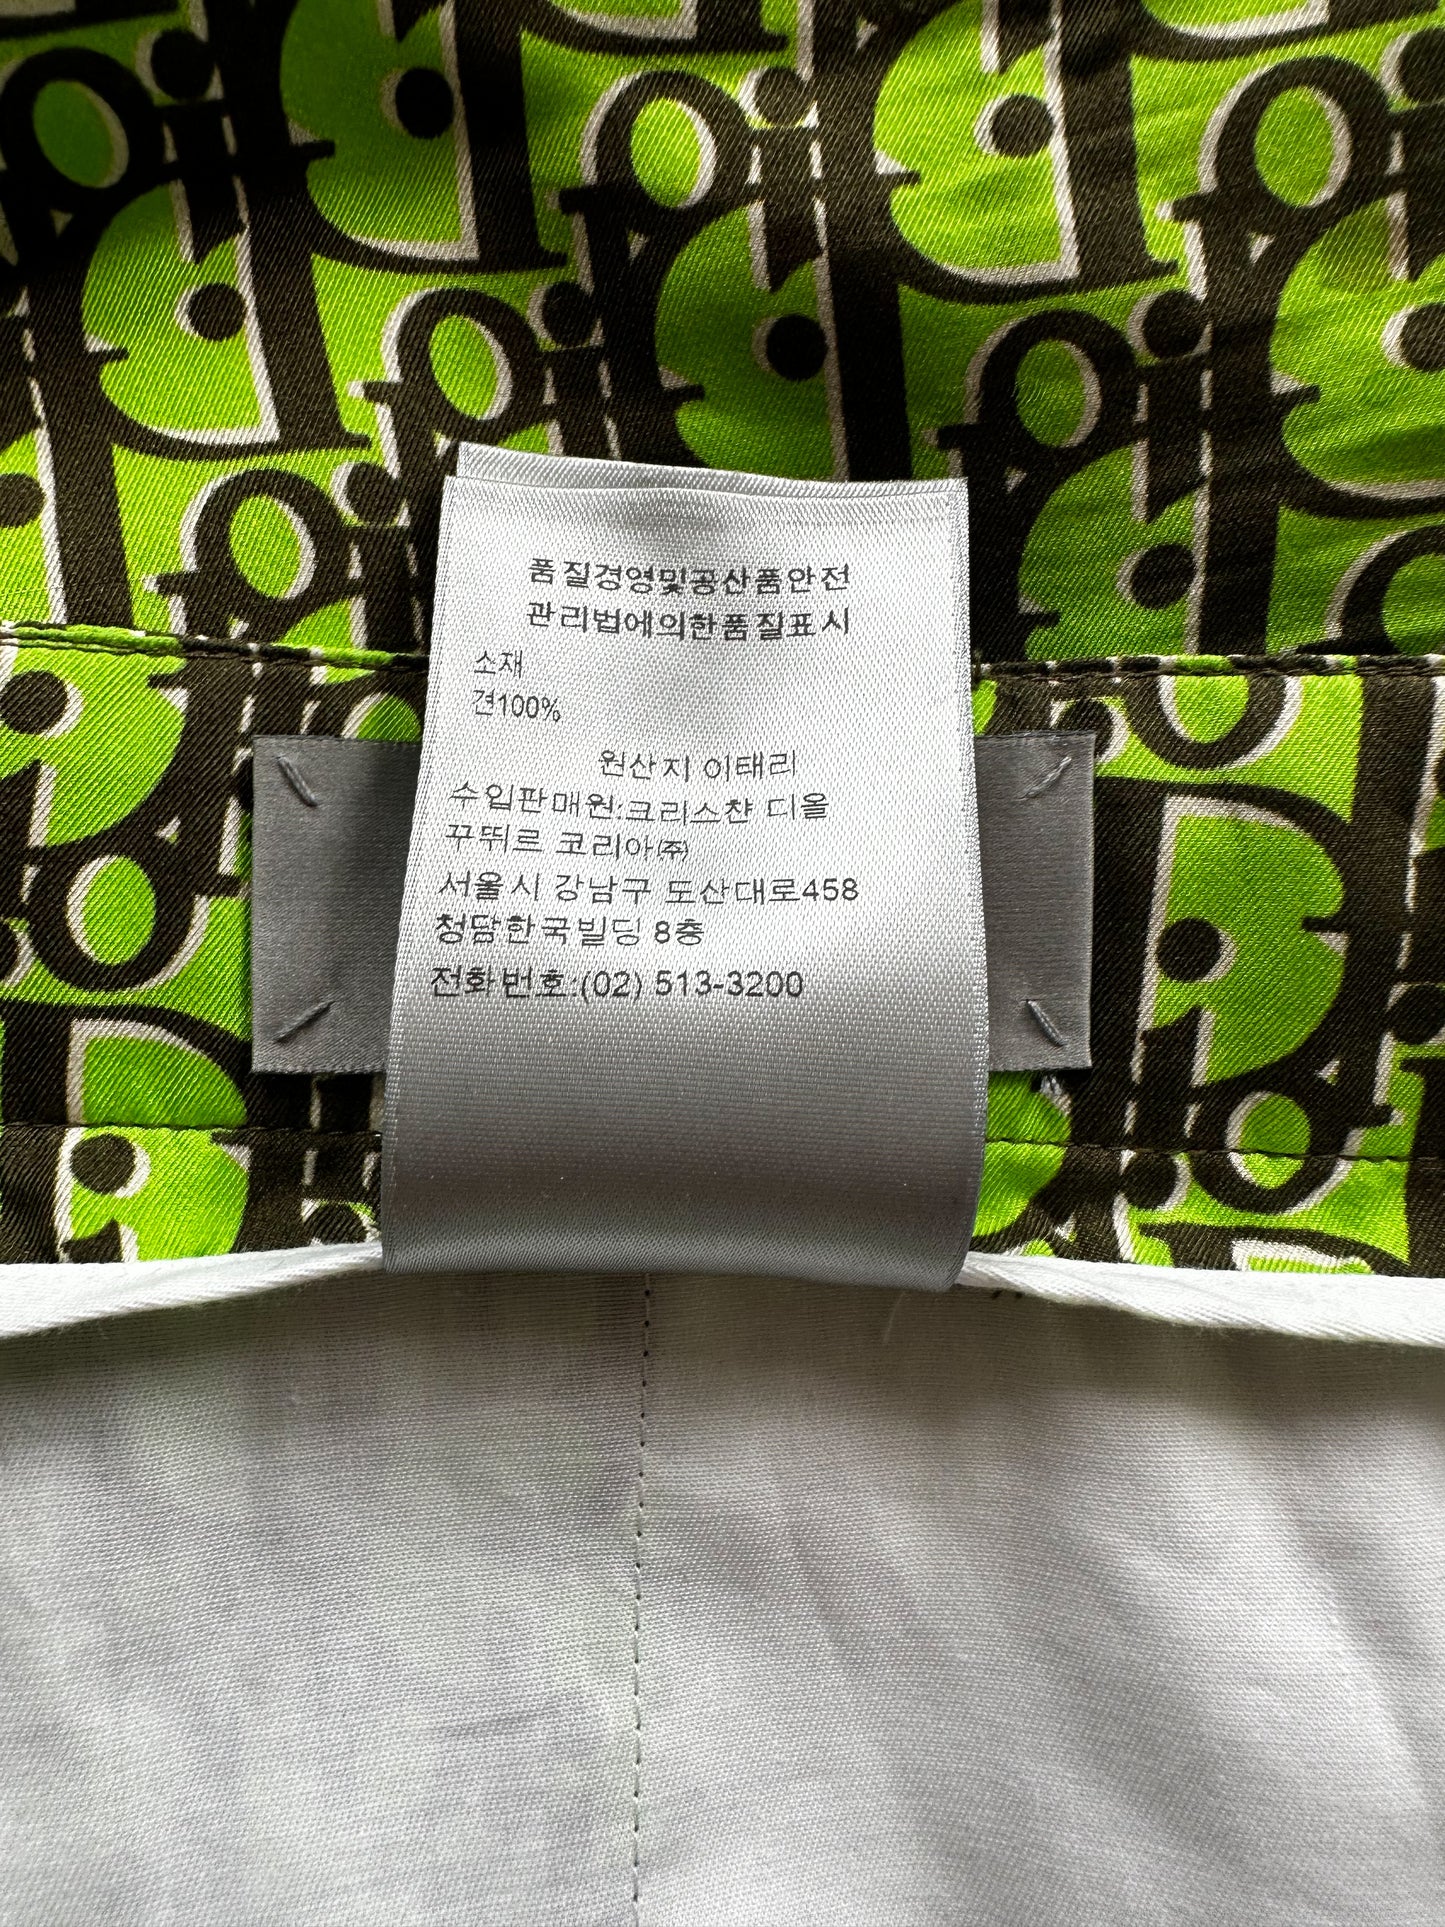 품질경영및공산품안전
관리법에의한품질표시
소재
견100%
원산지 이태리
수입판매원:크리스챤 디올
꾸뛰르 코리아㈜
서울시 강남구 도산대로458
청담한국빌딩 8층
전화번호:(02) 513-3200